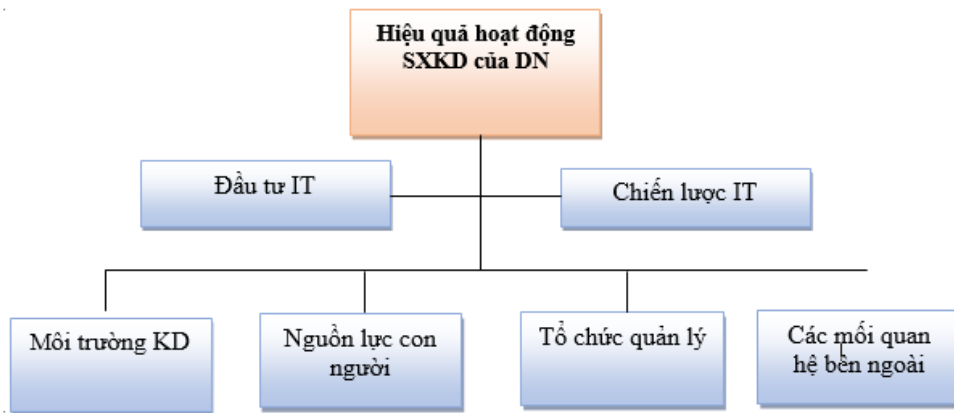 Hiệu quả hoạt động
SXKD của DN
Đầu tư IT
Chiến lược IT
Môi trường KD
Nguồn lực con
người
Tổ chức quản lý
Các mối quan
hệ bên ngoài